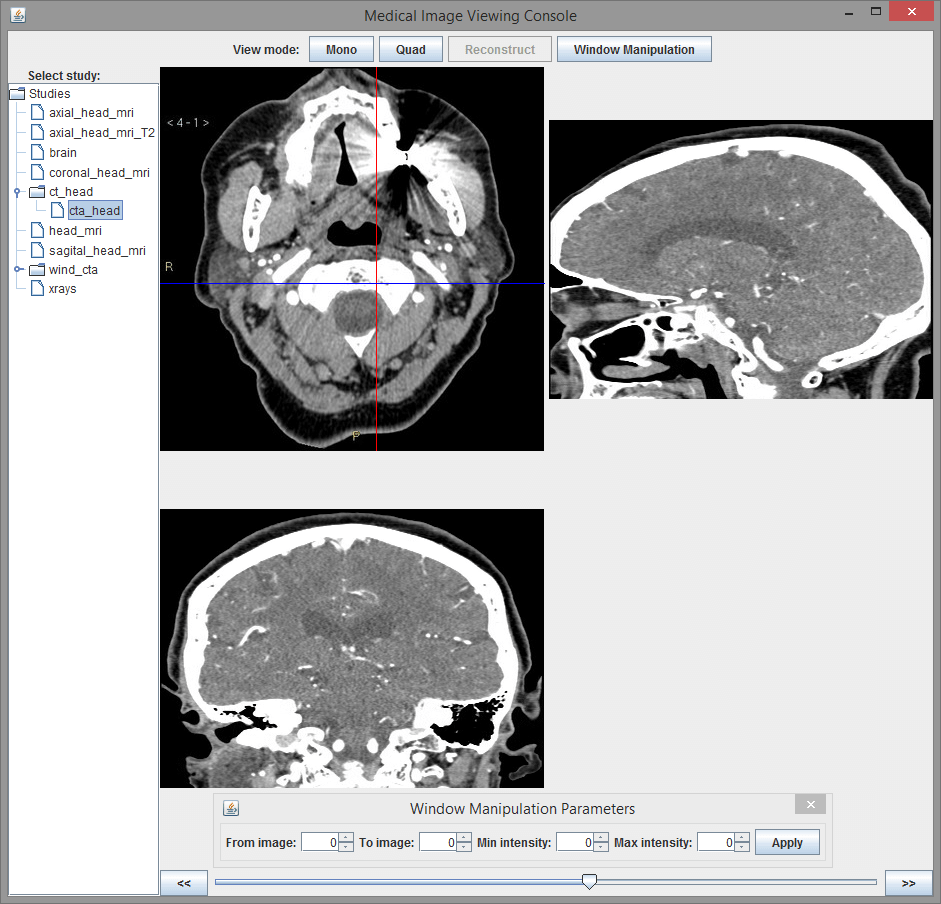 Medical Image Viewing Console
View mode: Mono Quad Reconstruct Window Manipulation
Select study:
Studies
axial_head_mri
axial_head_mri_T2
brain
coronal_head_mri
ct_head
cta_head
head_mri
sagital_head_mri
wind_cta
xrays
< 4 - 1 >
R
P
Window Manipulation Parameters
From image: 0 To image: 0 Min intensity: 0 Max intensity: 0 Apply
<< >>